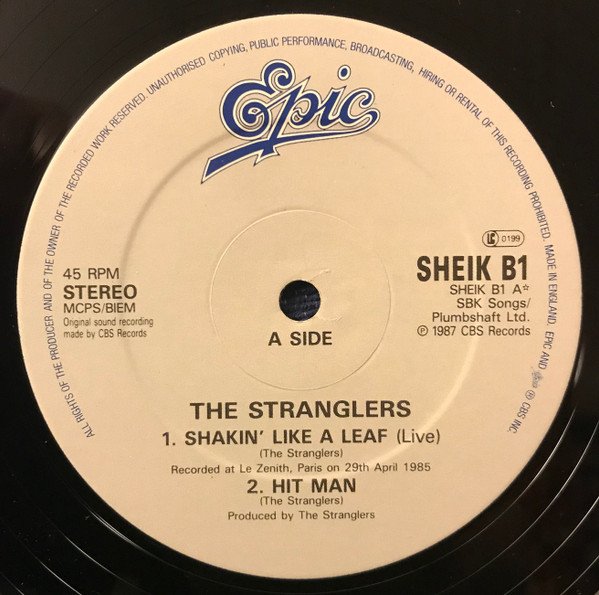 ALL RIGHTS OF THE PRODUCER AND OF THE OWNER OF THE RECORDED WORK RESERVED. UNAUTHORISED COPYING, PUBLIC PERFORMANCE, BROADCASTING, HIRING OR RENTAL OF THIS RECORDING PROHIBITED. MADE IN ENGLAND. EPIC AND Epic ® CBS INC
Epic
LC 0199
45 RPM
STEREO
MCPS/BIEM
Original sound recording
made by CBS Records
SHEIK B1
SHEIK B1 A☆
SBK Songs/
Plumbshaft Ltd.
℗ 1987 CBS Records
A SIDE
THE STRANGLERS
1. SHAKIN' LIKE A LEAF (Live)
(The Stranglers)
Recorded at Le Zenith, Paris on 29th April 1985
2. HIT MAN
(The Stranglers)
Produced by The Stranglers